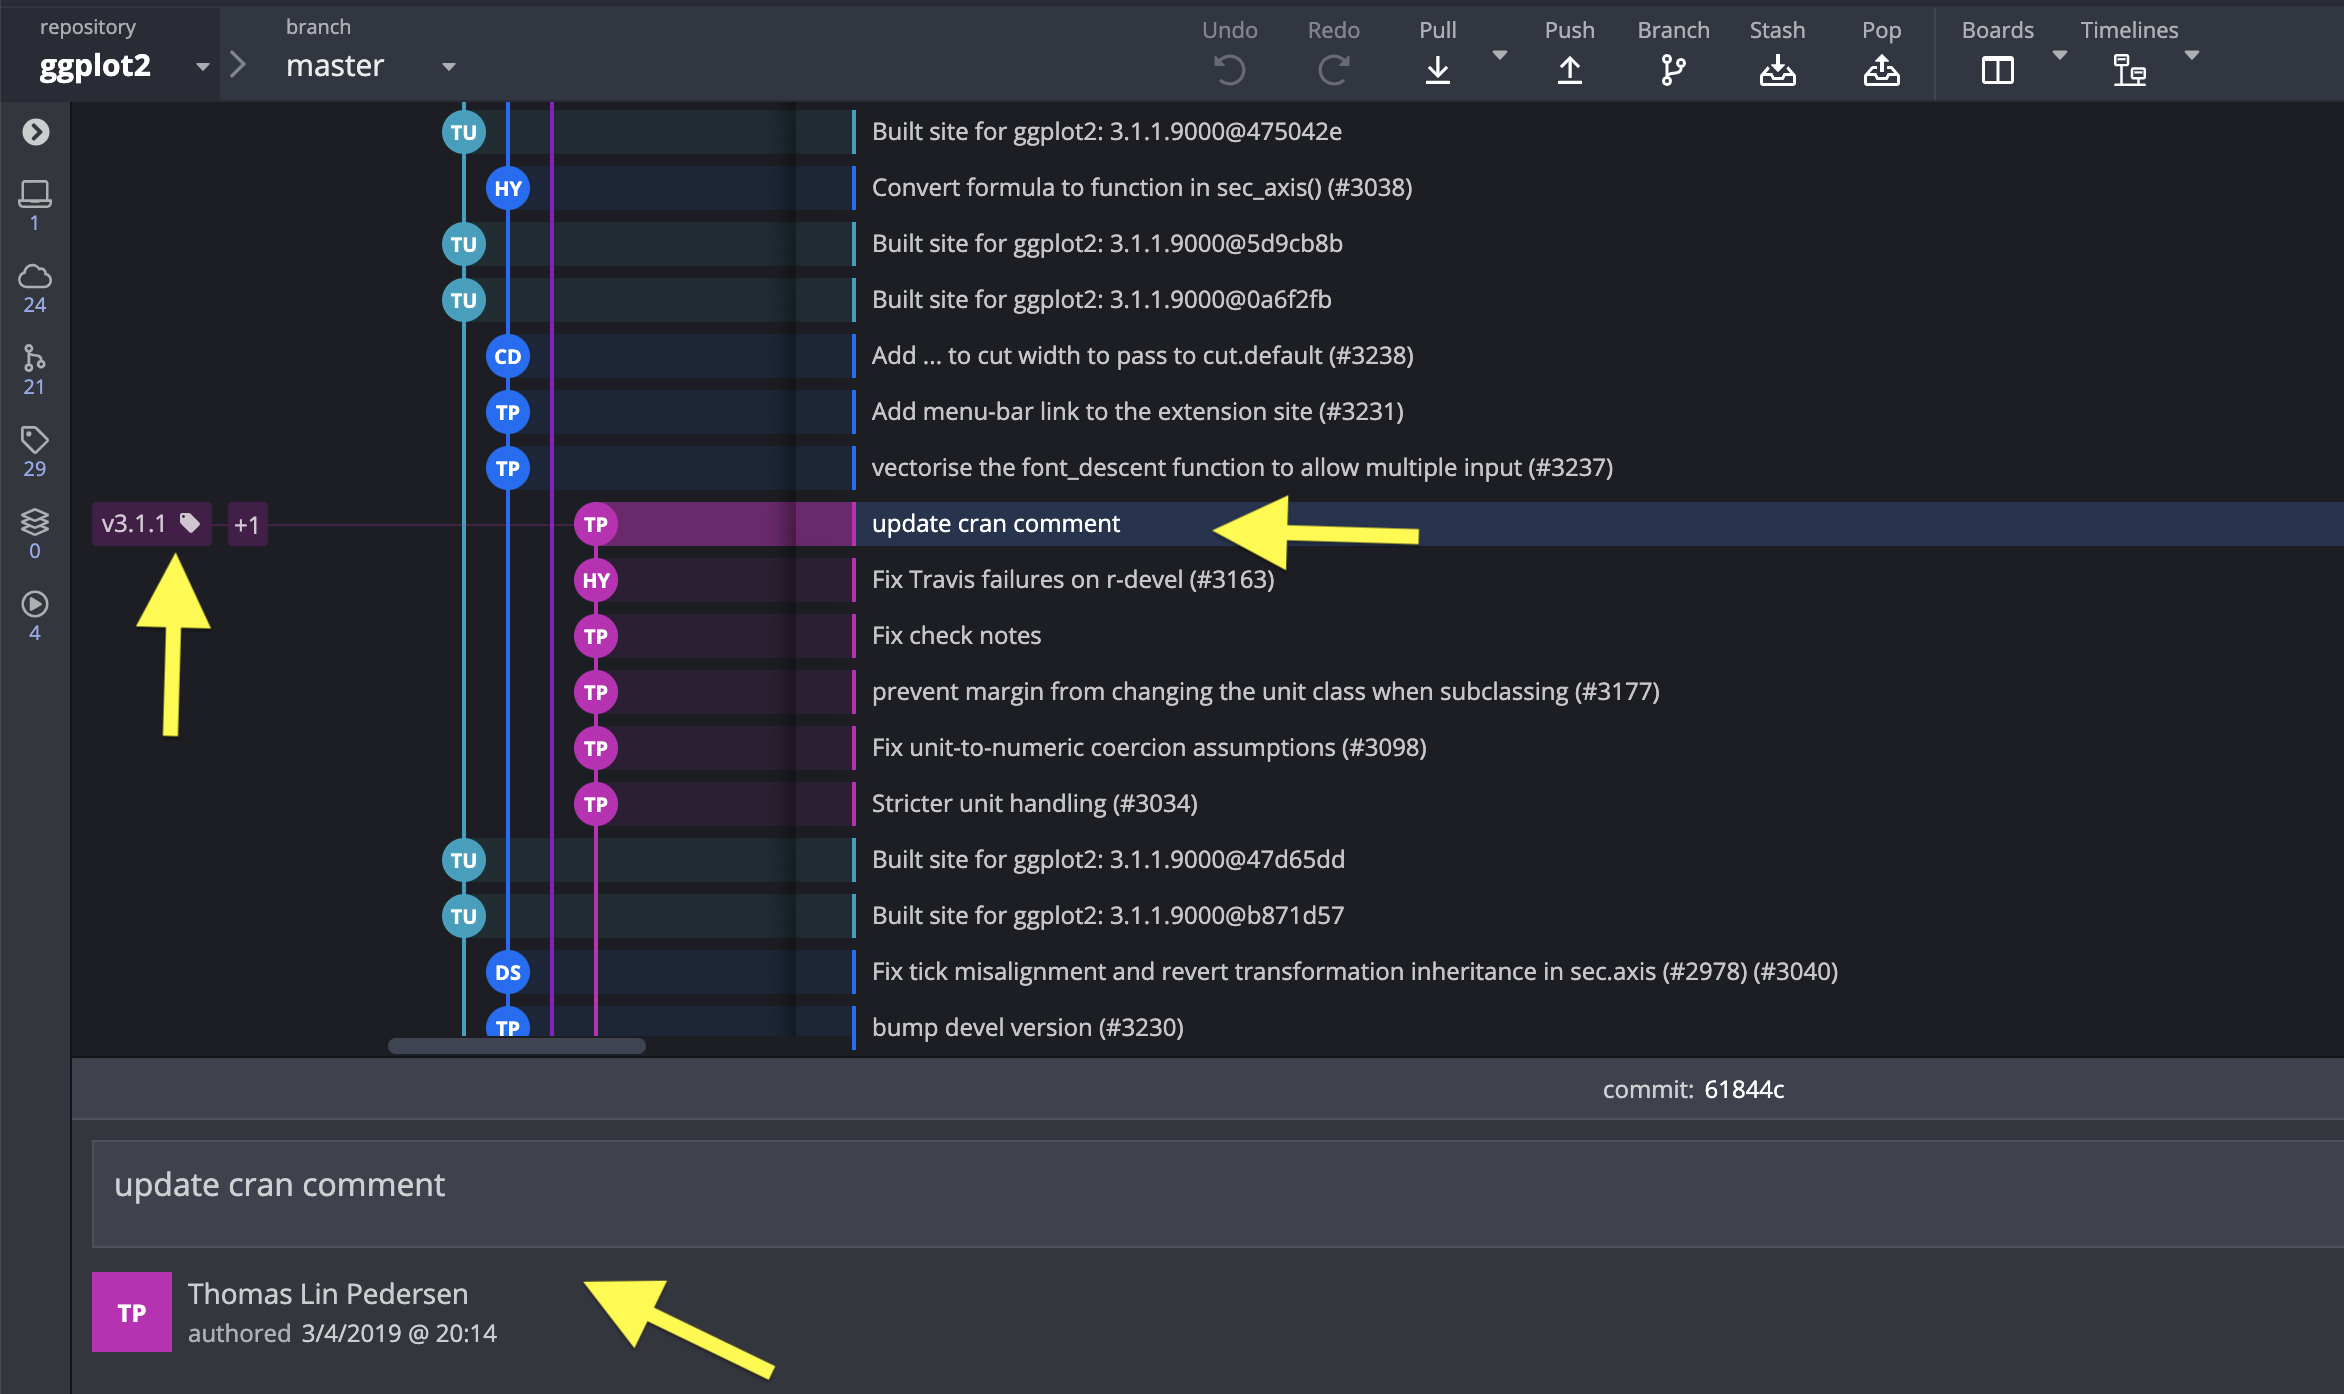 repository
ggplot2
branch
master
Undo
Redo
Pull
Push
Branch
Stash
Pop
Boards
Timelines
TU Built site for ggplot2: 3.1.1.9000@475042e
HY Convert formula to function in sec_axis() (#3038)
1
TU Built site for ggplot2: 3.1.1.9000@5d9cb8b
TU Built site for ggplot2: 3.1.1.9000@0a6f2fb
24
CD Add ... to cut width to pass to cut.default (#3238)
21
TP Add menu-bar link to the extension site (#3231)
TP vectorise the font_descent function to allow multiple input (#3237)
29
v3.1.1 +1 TP update cran comment
0
HY Fix Travis failures on r-devel (#3163)
TP Fix check notes
4
TP prevent margin from changing the unit class when subclassing (#3177)
TP Fix unit-to-numeric coercion assumptions (#3098)
TP Stricter unit handling (#3034)
TU Built site for ggplot2: 3.1.1.9000@47d65dd
TU Built site for ggplot2: 3.1.1.9000@b871d57
DS Fix tick misalignment and revert transformation inheritance in sec.axis (#2978) (#3040)
TP bump devel version (#3230)
commit: 61844c
update cran comment
TP
Thomas Lin Pedersen
authored 3/4/2019 @ 20:14